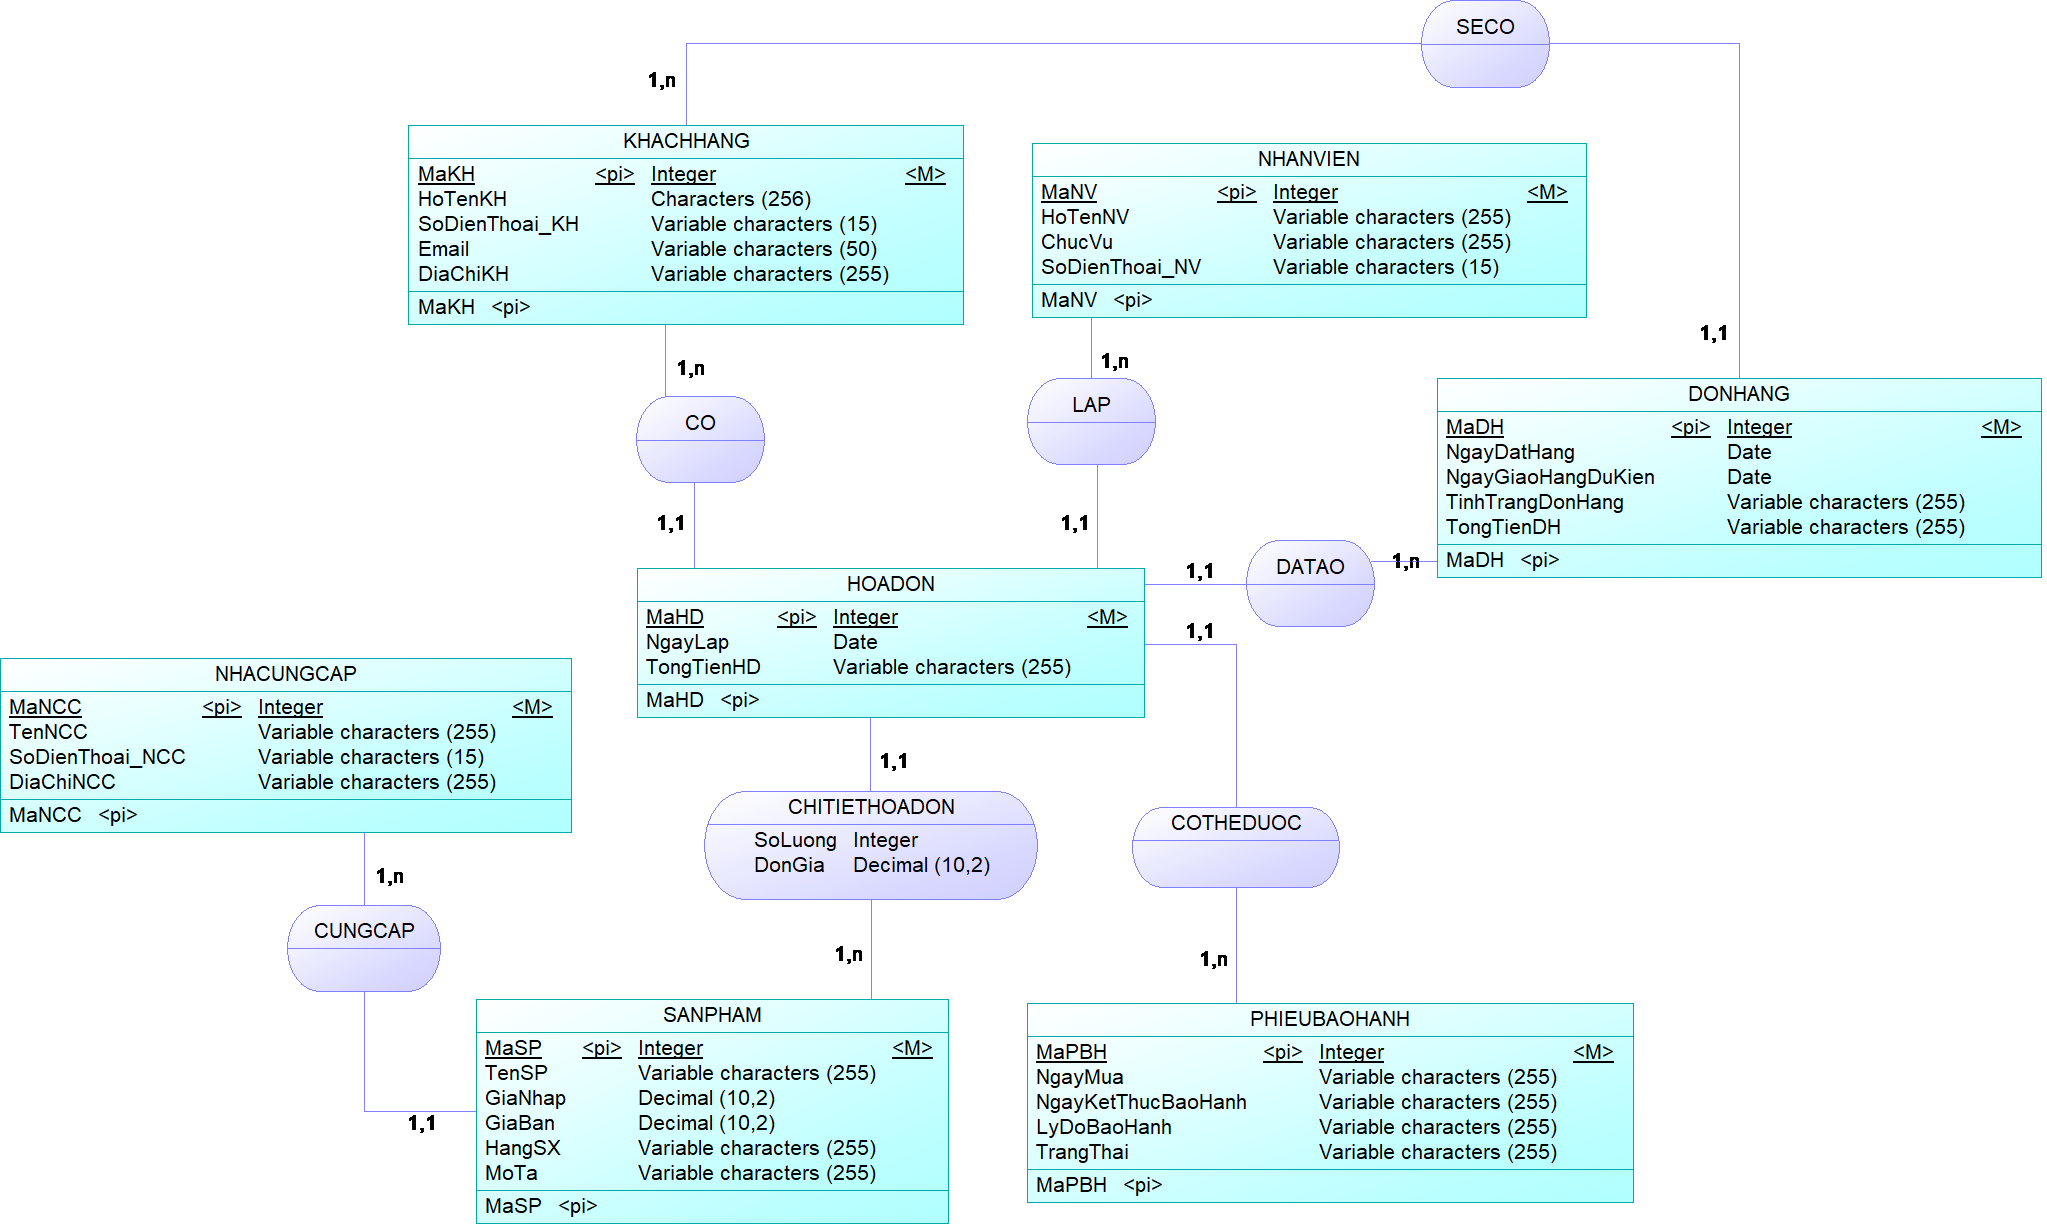 SECO
1,n
KHACHHANG
MaKH <pi> Integer <M>
HoTenKH Characters (256)
SoDienThoai_KH Variable characters (15)
Email Variable characters (50)
DiaChiKH Variable characters (255)
MaKH <pi>
NHANVIEN
MaNV <pi> Integer <M>
HoTenNV Variable characters (255)
ChucVu Variable characters (255)
SoDienThoai_NV Variable characters (15)
MaNV <pi>
1,1
1,n
1,n
CO
LAP
DONHANG
MaDH <pi> Integer <M>
NgayDatHang Date
NgayGiaoHangDuKien Date
TinhTrangDonHang Variable characters (255)
TongTienDH Variable characters (255)
MaDH <pi>
1,1
1,1
1,1
DATAO
1,n
HOADON
MaHD <pi> Integer <M>
NgayLap Date
TongTienHD Variable characters (255)
MaHD <pi>
1,1
NHACUNGCAP
MaNCC <pi> Integer <M>
TenNCC Variable characters (255)
SoDienThoai_NCC Variable characters (15)
DiaChiNCC Variable characters (255)
MaNCC <pi>
1,1
CHITIETHOADON
SoLuong Integer
DonGia Decimal (10,2)
COTHEDUOC
1,n
CUNGCAP
1,n
1,n
1,1
SANPHAM
MaSP <pi> Integer <M>
TenSP Variable characters (255)
GiaNhap Decimal (10,2)
GiaBan Decimal (10,2)
HangSX Variable characters (255)
MoTa Variable characters (255)
MaSP <pi>
PHIEUBAOHANH
MaPBH <pi> Integer <M>
NgayMua Variable characters (255)
NgayKetThucBaoHanh Variable characters (255)
LyDoBaoHanh Variable characters (255)
TrangThai Variable characters (255)
MaPBH <pi>